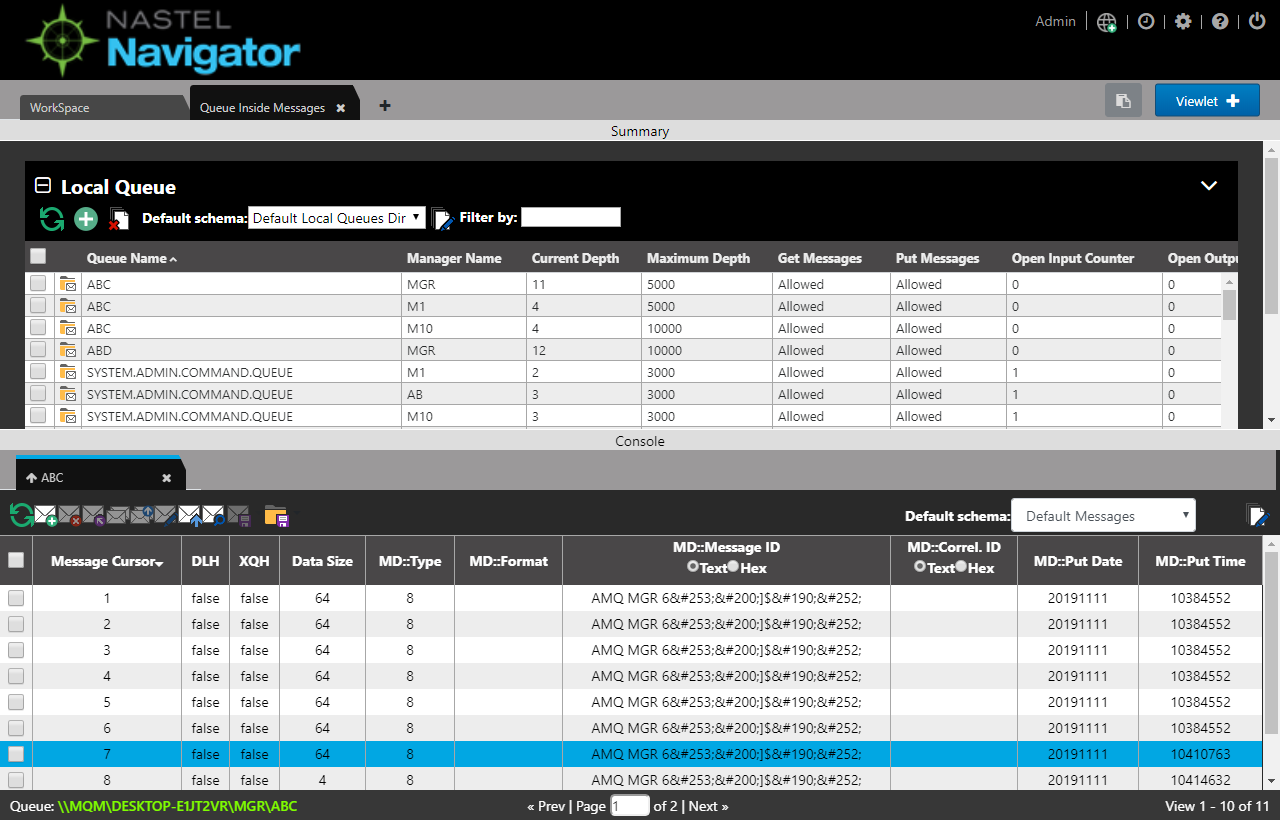 NASTEL
Navigator
Admin
WorkSpace
Queue Inside Messages
Viewlet
Summary
Local Queue
Default schema: Default Local Queues Dir Filter by:
Queue Name Manager Name Current Depth Maximum Depth Get Messages Put Messages Open Input Counter Open Outpu
ABC MGR 11 5000 Allowed Allowed 0 0
ABC M1 4 5000 Allowed Allowed 0 0
ABC M10 4 10000 Allowed Allowed 0 0
ABD MGR 12 10000 Allowed Allowed 0 0
SYSTEM.ADMIN.COMMAND.QUEUE M1 2 3000 Allowed Allowed 1 0
SYSTEM.ADMIN.COMMAND.QUEUE AB 3 3000 Allowed Allowed 1 0
SYSTEM.ADMIN.COMMAND.QUEUE M10 3 3000 Allowed Allowed 1 0
Console
ABC
Default schema: Default Messages
Message Cursor DLH XQH Data Size MD::Type MD::Format MD::Message ID Text Hex MD::Correl. ID Text Hex MD::Put Date MD::Put Time
1 false false 64 8 AMQ MGR 6&#253;&#200;]$&#190;&#252; 20191111 10384552
2 false false 64 8 AMQ MGR 6&#253;&#200;]$&#190;&#252; 20191111 10384552
3 false false 64 8 AMQ MGR 6&#253;&#200;]$&#190;&#252; 20191111 10384552
4 false false 64 8 AMQ MGR 6&#253;&#200;]$&#190;&#252; 20191111 10384552
5 false false 64 8 AMQ MGR 6&#253;&#200;]$&#190;&#252; 20191111 10384552
6 false false 64 8 AMQ MGR 6&#253;&#200;]$&#190;&#252; 20191111 10384552
7 false false 64 8 AMQ MGR 6&#253;&#200;]$&#190;&#252; 20191111 10410763
8 false false 4 8 AMQ MGR 6&#253;&#200;]$&#190;&#252; 20191111 10414632
Queue: \\MQM\DESKTOP-E1JT2VR\MGR\ABC « Prev | Page 1 of 2 | Next » View 1 - 10 of 11